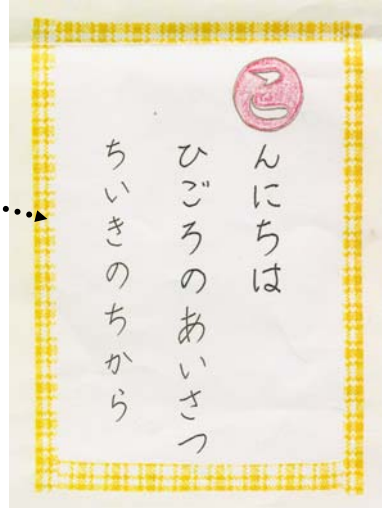 こんにちは
ひごろのあいさつ
ちいきのちから